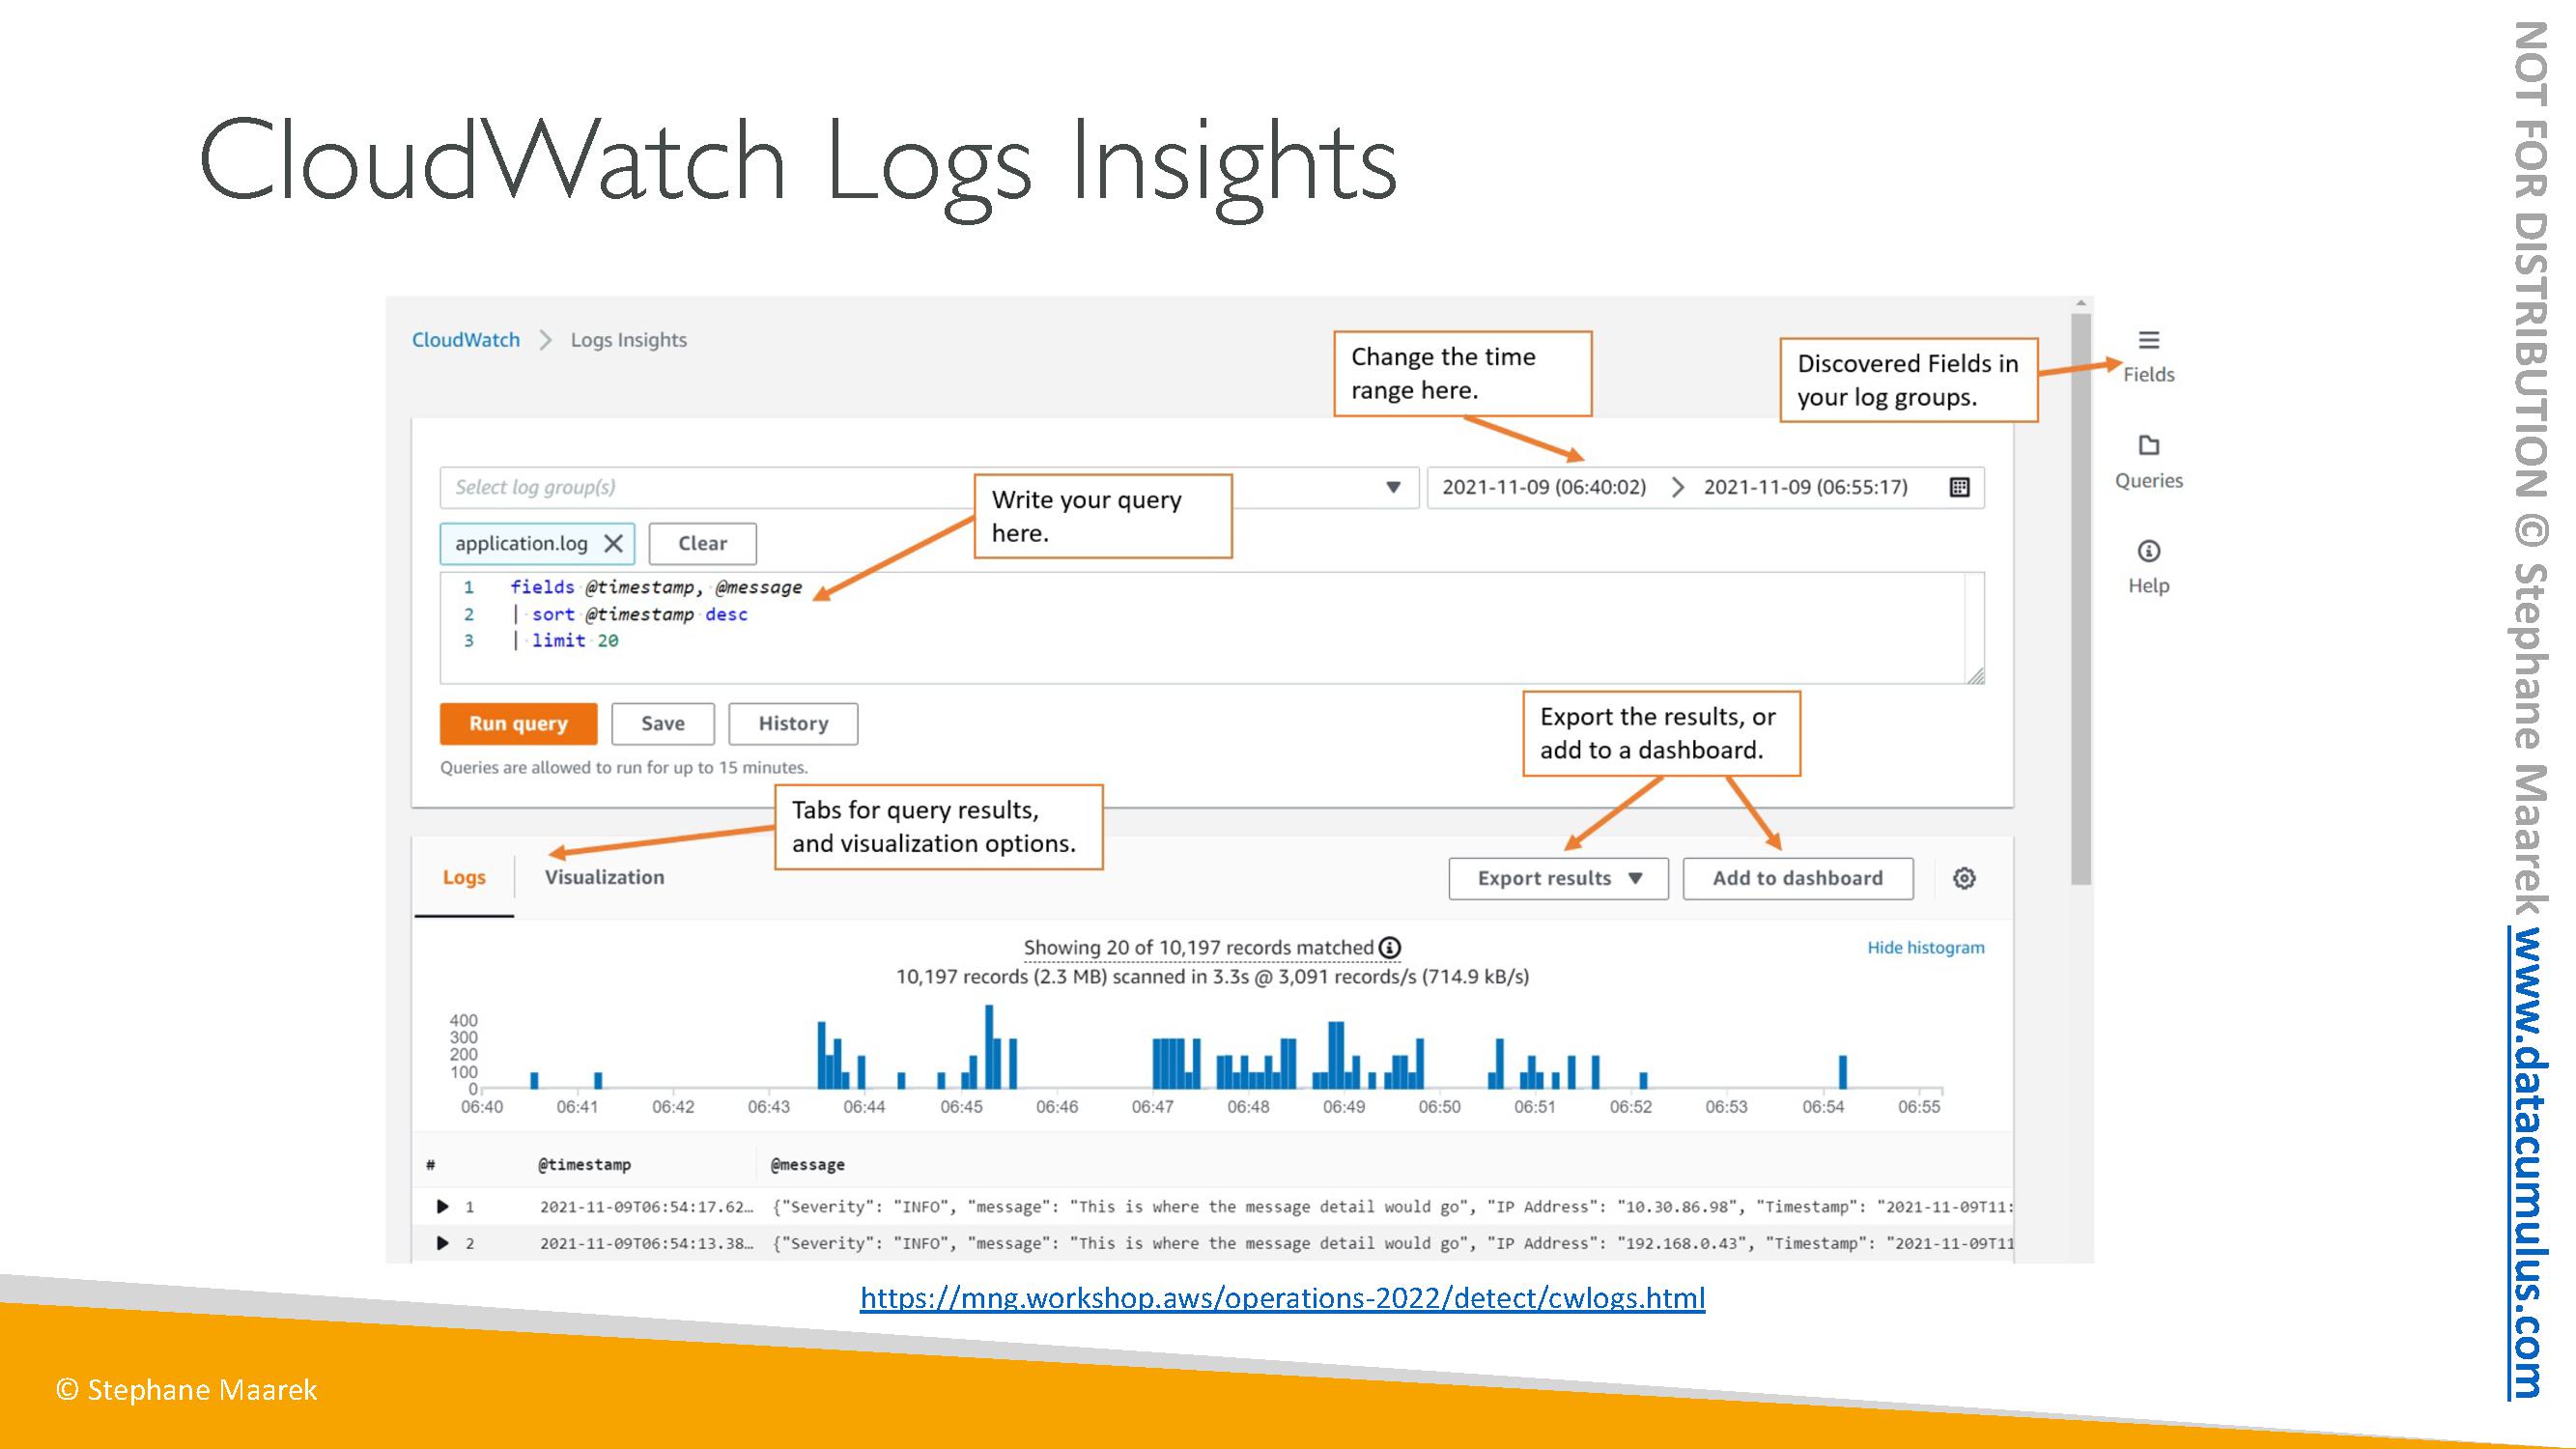 CloudWatch Logs Insights
CloudWatch > Logs Insights
Change the time
range here.
Discovered Fields in
your log groups.
Fields
Queries
Help
Select log group(s)
2021-11-09 (06:40:02) > 2021-11-09 (06:55:17)
Write your query
here.
application.log
Clear
1 fields @timestamp, @message
2 | sort @timestamp desc
3 | limit 20
Run query
Save
History
Queries are allowed to run for up to 15 minutes.
Export the results, or
add to a dashboard.
Tabs for query results,
and visualization options.
Logs
Visualization
Export results
Add to dashboard
Showing 20 of 10,197 records matched
Hide histogram
10,197 records (2.3 MB) scanned in 3.3s @ 3,091 records/s (714.9 kB/s)
400
300
200
100
0
06:40 06:41 06:42 06:43 06:44 06:45 06:46 06:47 06:48 06:49 06:50 06:51 06:52 06:53 06:54 06:55
# @timestamp @message
1 2021-11-09T06:54:17.62… {"Severity": "INFO", "message": "This is where the message detail would go", "IP Address": "10.30.86.98", "Timestamp": "2021-11-09T11:
2 2021-11-09T06:54:13.38… {"Severity": "INFO", "message": "This is where the message detail would go", "IP Address": "192.168.0.43", "Timestamp": "2021-11-09T11
https://mng.workshop.aws/operations-2022/detect/cwlogs.html
© Stephane Maarek
NOT FOR DISTRIBUTION © Stephane Maarek www.datacumulus.com